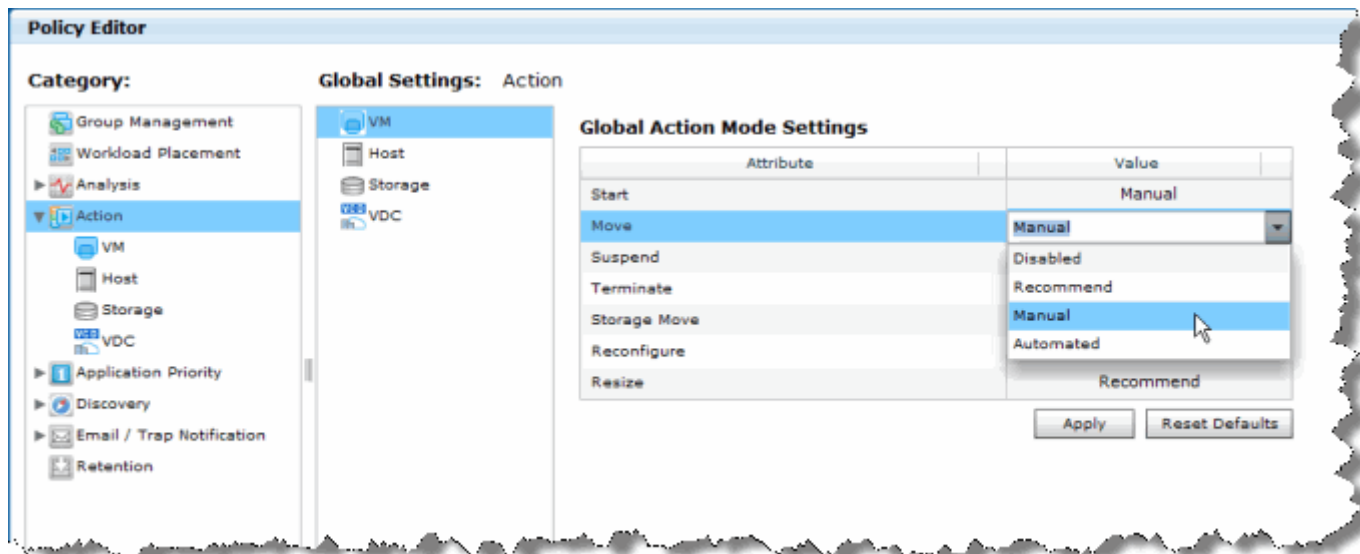 Policy Editor
Category:
Group Management
Workload Placement
Analysis
Action
VM
Host
Storage
VDC
Application Priority
Discovery
Email / Trap Notification
Retention
Global Settings: Action
VM
Host
Storage
VDC
Global Action Mode Settings
Attribute Value
Start Manual
Move Manual
Suspend
Terminate
Storage Move
Reconfigure
Resize Recommend
Disabled
Recommend
Manual
Automated
Apply Reset Defaults